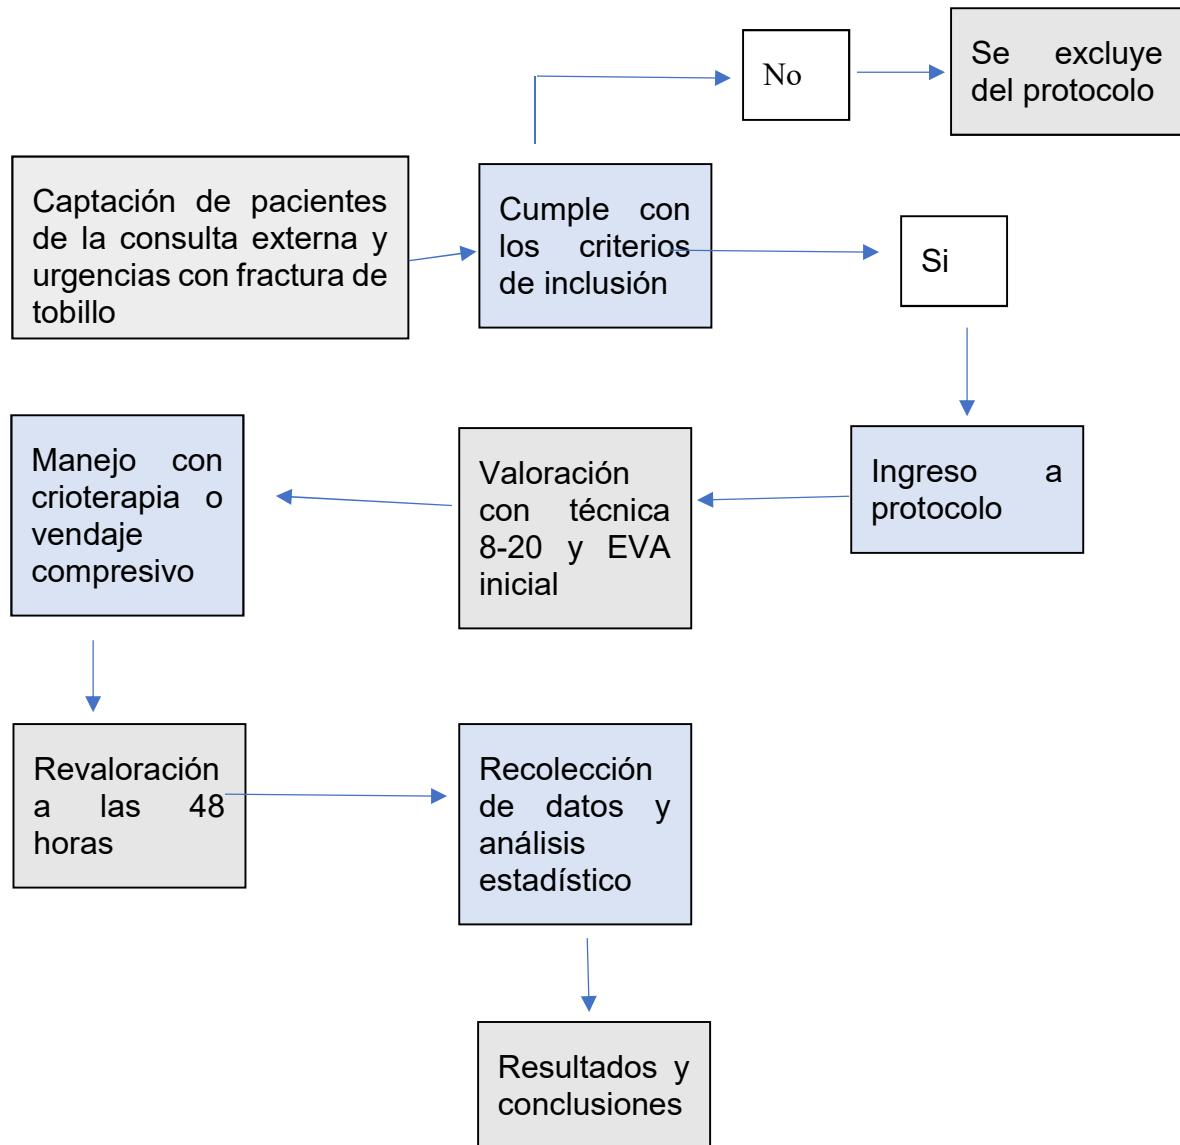 No
Se excluye
del protocolo
Captación de pacientes
de la consulta externa y
urgencias con fractura de
tobillo
Cumple con
los criterios
de inclusión
Si
Ingreso a
protocolo
Valoración
con técnica
8-20 y EVA
inicial
Manejo con
crioterapia o
vendaje
compresivo
Revaloración
a las 48
horas
Recolección
de datos y
análisis
estadístico
Resultados y
conclusiones